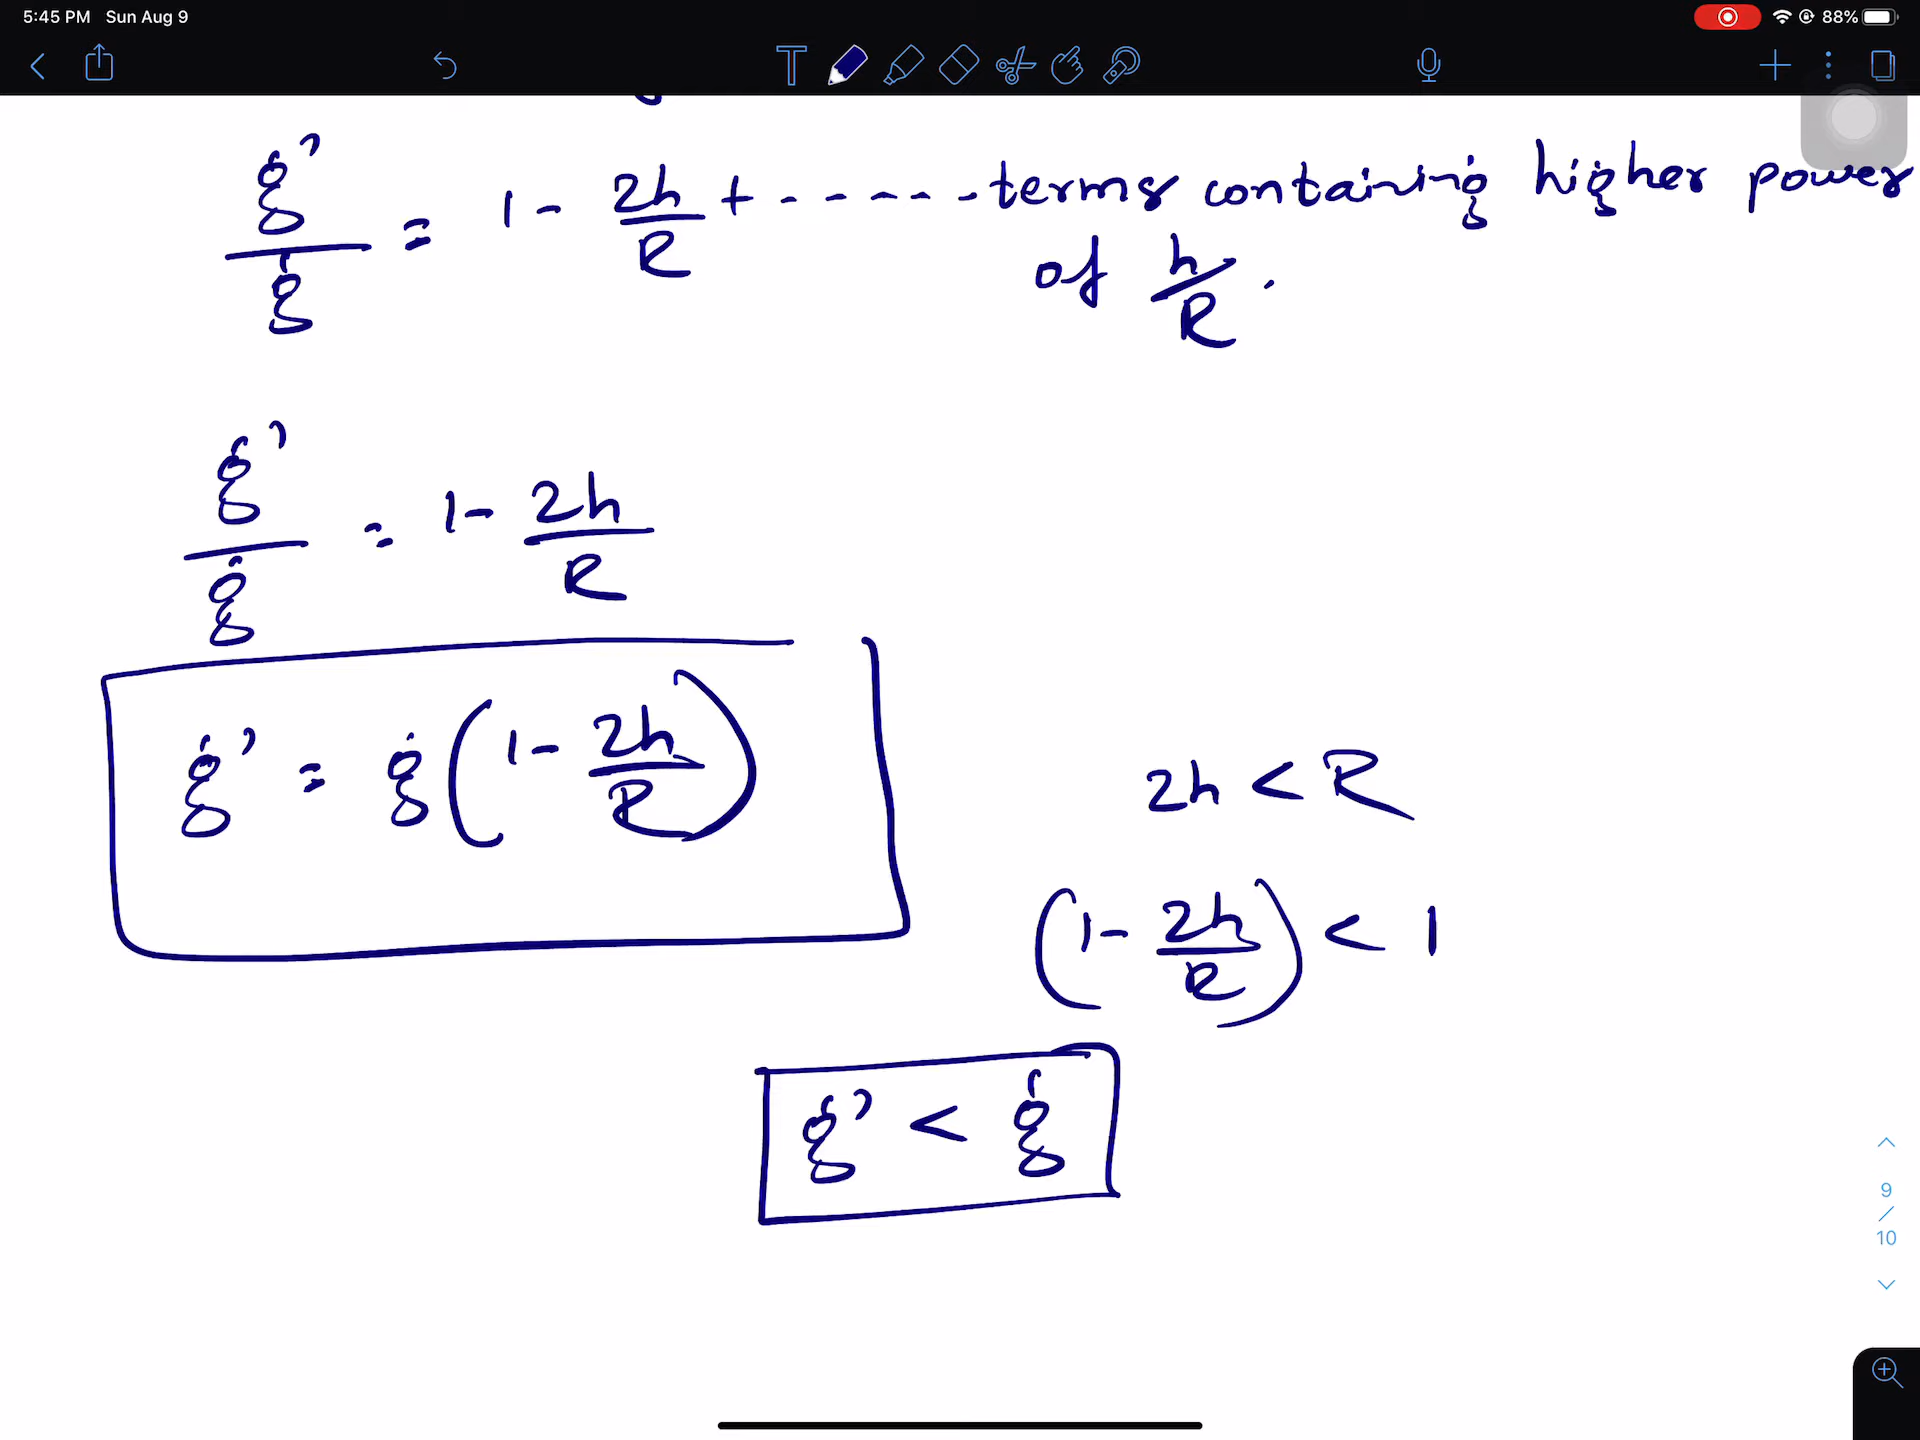 5:45 PM Sun Aug 9 88%
g' / g = 1 - 2h / R + - - - - - - terms containing higher power
of h / R .
g' / g = 1 - 2h / R
g' = g ( 1 - 2h / R )
2h < R
( 1 - 2h / R ) < 1
g' < g
9
/
10